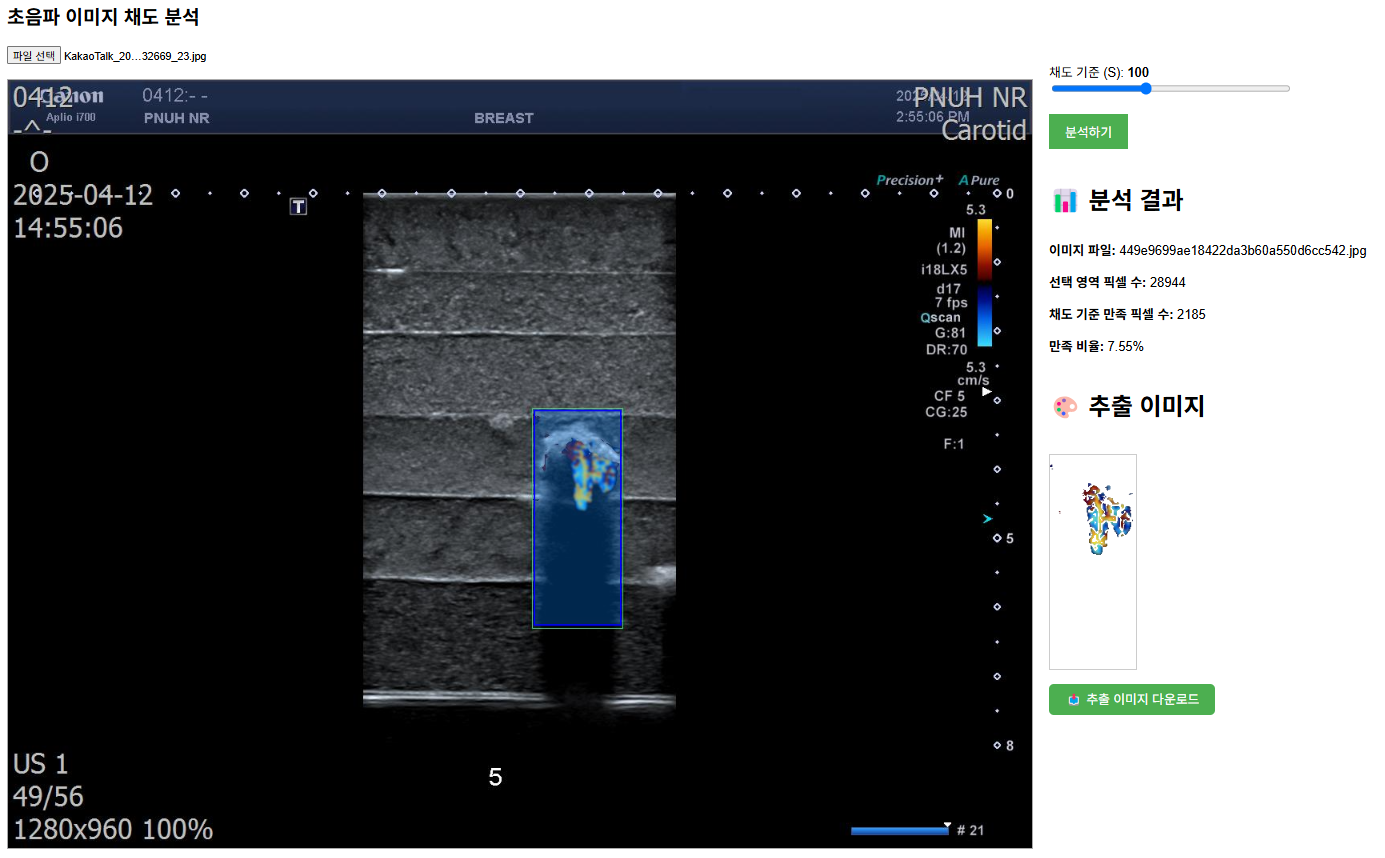 초음파 이미지 채도 분석
파일 선택 KakaoTalk_20...32669_23.jpg
채도 기준 (S): 100
분석하기
분석 결과
이미지 파일: 449e9699ae18422da3b60a550d6cc542.jpg
선택 영역 픽셀 수: 28944
채도 기준 만족 픽셀 수: 2185
만족 비율: 7.55%
추출 이미지
추출 이미지 다운로드
0412
Canon
Aplio i700
0412:- -
PNUH NR
BREAST
PNUH NR
2:55:06 PM
Carotid
-^-
O
2025-04-12
14:55:06
T
Precision+ A Pure
0
5.3
MI
(1.2)
i18LX5
d17
7 fps
Qscan
G:81
DR:70
5.3
cm/s
CF 5
CG:25
F:1
5
8
US 1
49/56
1280x960 100%
5
# 21